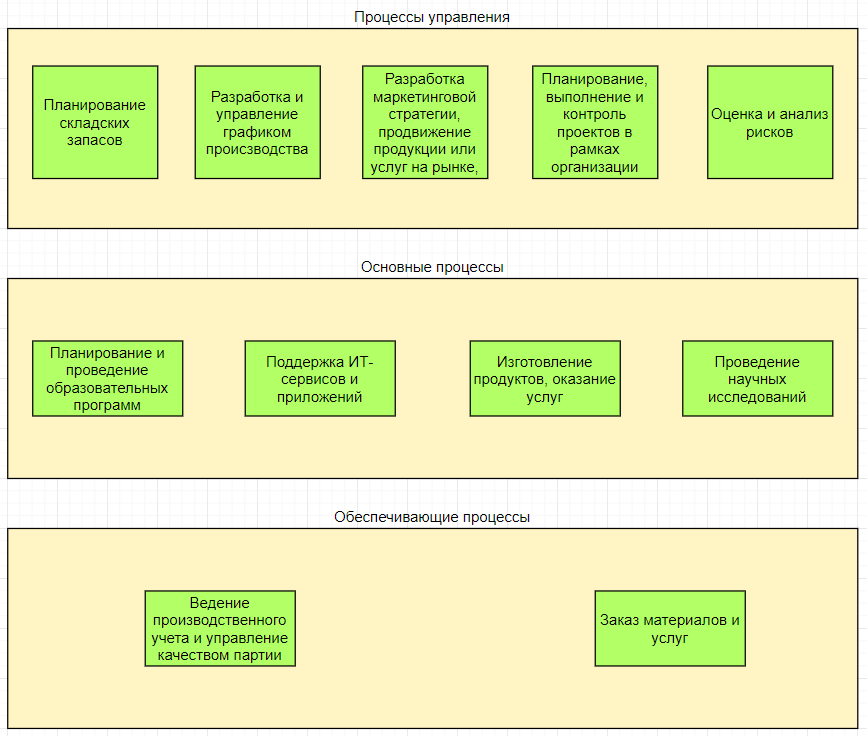 Процессы управления
Планирование
складских
запасов
Разработка и
управление
графиком
происзводства
Разработка
маркетинговой
стратегии,
продвижение
продукции или
услуг на рынке,
Планирование,
выполнение и
контроль
проектов в
рамках
организации
Оценка и анализ
рисков
Основные процессы
Планирование и
проведение
образовательных
программ
Поддержка ИТ-
сервисов и
приложений
Изготовление
продуктов, оказание
услуг
Проведение
научных
исследований
Обеспечивающие процессы
Ведение
производственного
учета и управление
качеством партии
Заказ материалов и
услуг